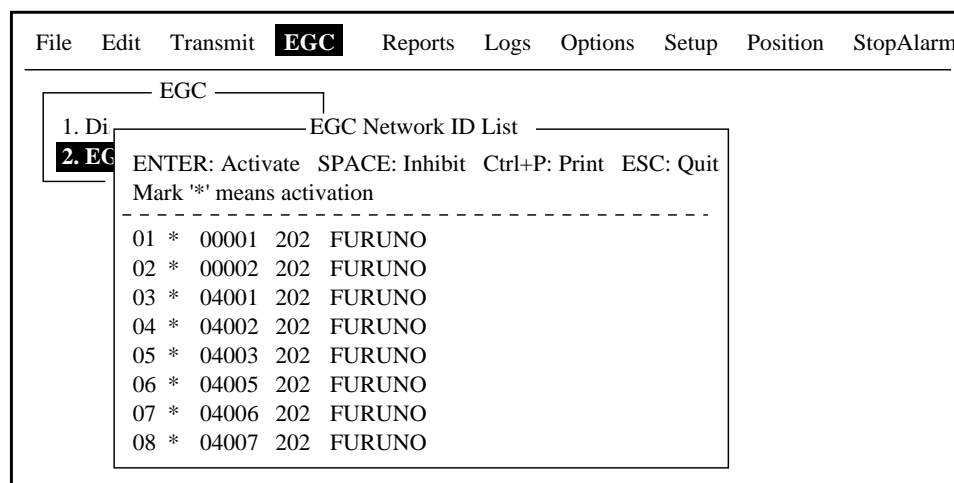 File Edit Transmit EGC Reports Logs Options Setup Position StopAlarm
EGC
1. Di
2. EG
EGC Network ID List
ENTER: Activate SPACE: Inhibit Ctrl+P: Print ESC: Quit
Mark '*' means activation
01 * 00001 202 FURUNO
02 * 00002 202 FURUNO
03 * 04001 202 FURUNO
04 * 04002 202 FURUNO
05 * 04003 202 FURUNO
06 * 04005 202 FURUNO
07 * 04006 202 FURUNO
08 * 04007 202 FURUNO